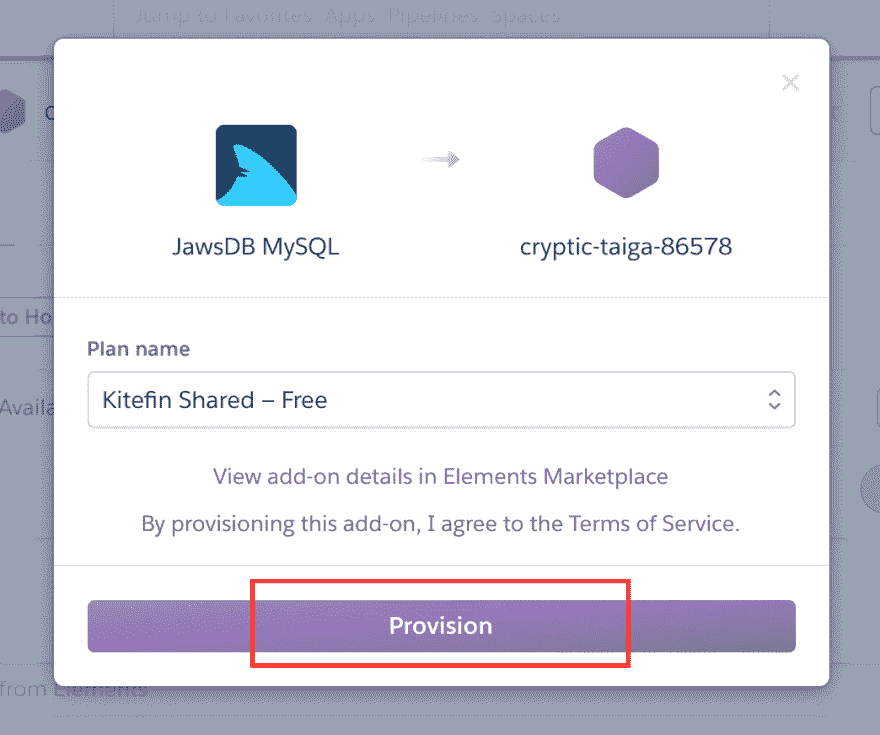 Jump to Favorites, Apps, Pipelines, Spaces
JawsDB MySQL
cryptic-taiga-86578
to Ho
Plan name
Kitefin Shared – Free
Availa
View add-on details in Elements Marketplace
By provisioning this add-on, I agree to the Terms of Service.
Provision
from Elements